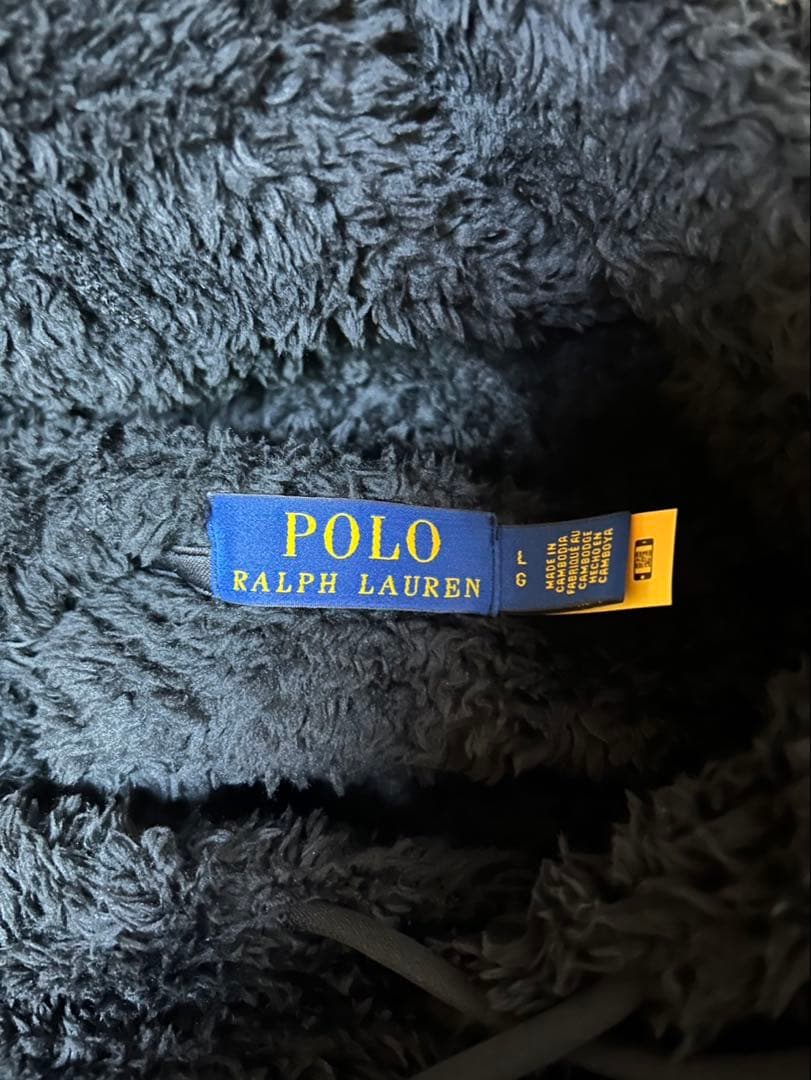 POLO
RALPH LAUREN
L
G
MADE IN
CAMBODIA
FABRIQUÉ AU
CAMBODGE
HECHO EN
CAMBOYA